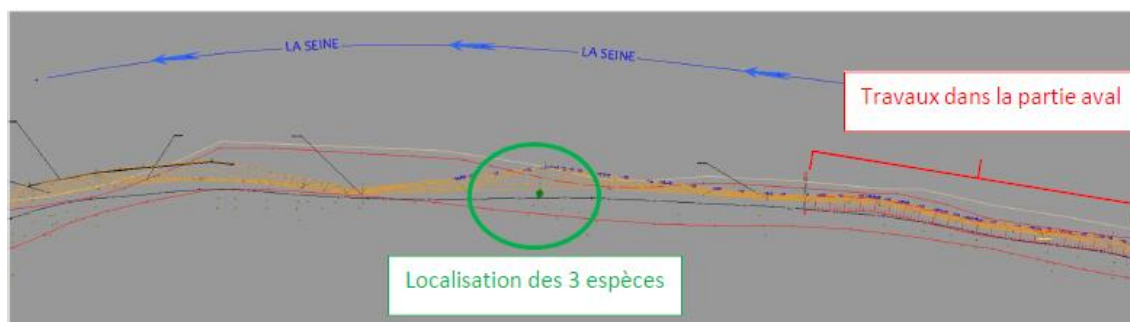 LA SEINE
LA SEINE
Travaux dans la partie aval
Localisation des 3 espèces